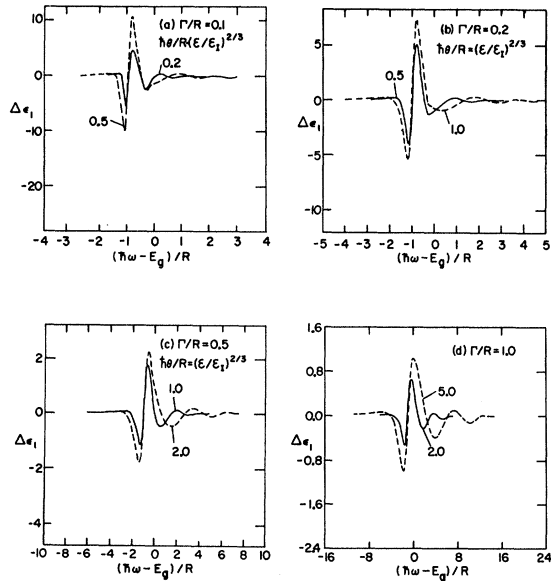 (a) Γ/R=0.1
ħθ/R(ℰ/ℰ_I)^2/3
10
0
-10
-20
Δϵ₁
0.2
0.5
-4 -3 -2 -1 0 1 2 3 4
(ħω-E_g)/R
(b) Γ/R=0.2
ħθ/R=(ℰ/ℰ_I)^2/3
5
0
-5
-10
Δϵ₁
0.5
1.0
-5 -4 -3 -2 -1 0 1 2 3 4 5
(ħω-E_g)/R
(c) Γ/R=0.5
ħθ/R=(ℰ/ℰ_I)^2/3
2
0
-2
-4
Δϵ₁
1.0
2.0
-10 -8 -6 -4 -2 0 2 4 6 8 10
(ħω-E_g)/R
(d) Γ/R=1.0
1.6
0.8
0.0
-0.8
-1.6
-2.4
Δϵ₁
5.0
2.0
-16 -8 0 8 16 24
(ħω-E_g)/R